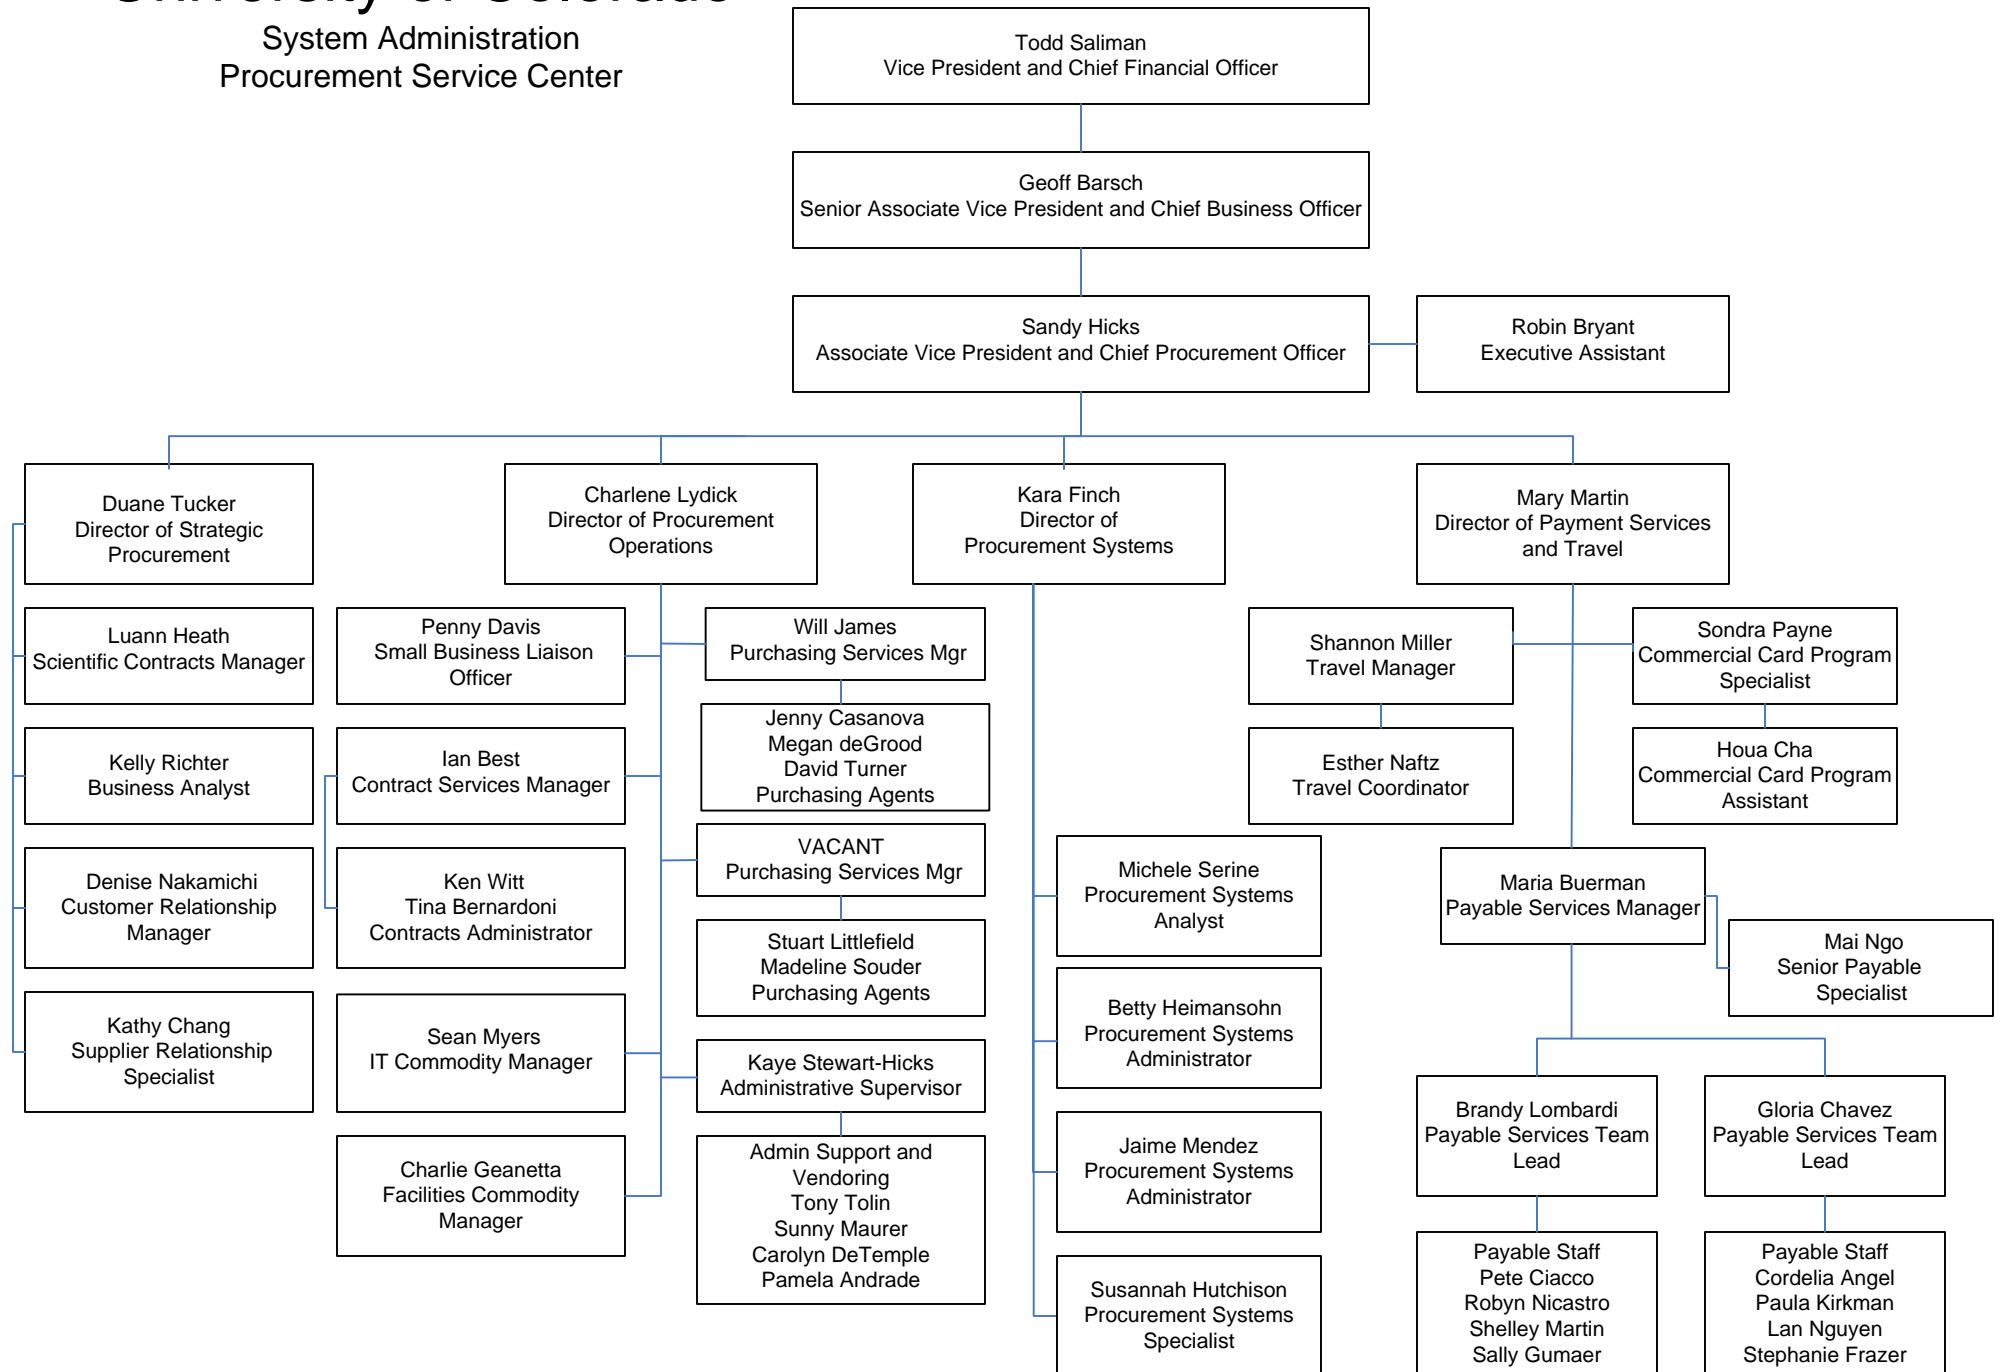 University of Colorado
System Administration
Procurement Service Center
Todd Saliman
Vice President and Chief Financial Officer
Geoff Barsch
Senior Associate Vice President and Chief Business Officer
Sandy Hicks
Associate Vice President and Chief Procurement Officer
Robin Bryant
Executive Assistant
Duane Tucker
Director of Strategic
Procurement
Charlene Lydick
Director of Procurement
Operations
Kara Finch
Director of
Procurement Systems
Mary Martin
Director of Payment Services
and Travel
Luann Heath
Scientific Contracts Manager
Kelly Richter
Business Analyst
Denise Nakamichi
Customer Relationship
Manager
Kathy Chang
Supplier Relationship
Specialist
Penny Davis
Small Business Liaison
Officer
Ian Best
Contract Services Manager
Ken Witt
Tina Bernardoni
Contracts Administrator
Sean Myers
IT Commodity Manager
Charlie Geanetta
Facilities Commodity
Manager
Will James
Purchasing Services Mgr
Jenny Casanova
Megan deGrood
David Turner
Purchasing Agents
VACANT
Purchasing Services Mgr
Stuart Littlefield
Madeline Souder
Purchasing Agents
Kaye Stewart-Hicks
Administrative Supervisor
Admin Support and
Vendoring
Tony Tolin
Sunny Maurer
Carolyn DeTemple
Pamela Andrade
Michele Serine
Procurement Systems
Analyst
Betty Heimansohn
Procurement Systems
Administrator
Jaime Mendez
Procurement Systems
Administrator
Susannah Hutchison
Procurement Systems
Specialist
Shannon Miller
Travel Manager
Esther Naftz
Travel Coordinator
Sondra Payne
Commercial Card Program
Specialist
Houa Cha
Commercial Card Program
Assistant
Maria Buerman
Payable Services Manager
Mai Ngo
Senior Payable
Specialist
Brandy Lombardi
Payable Services Team
Lead
Gloria Chavez
Payable Services Team
Lead
Payable Staff
Pete Ciacco
Robyn Nicastro
Shelley Martin
Sally Gumaer
Payable Staff
Cordelia Angel
Paula Kirkman
Lan Nguyen
Stephanie Frazer